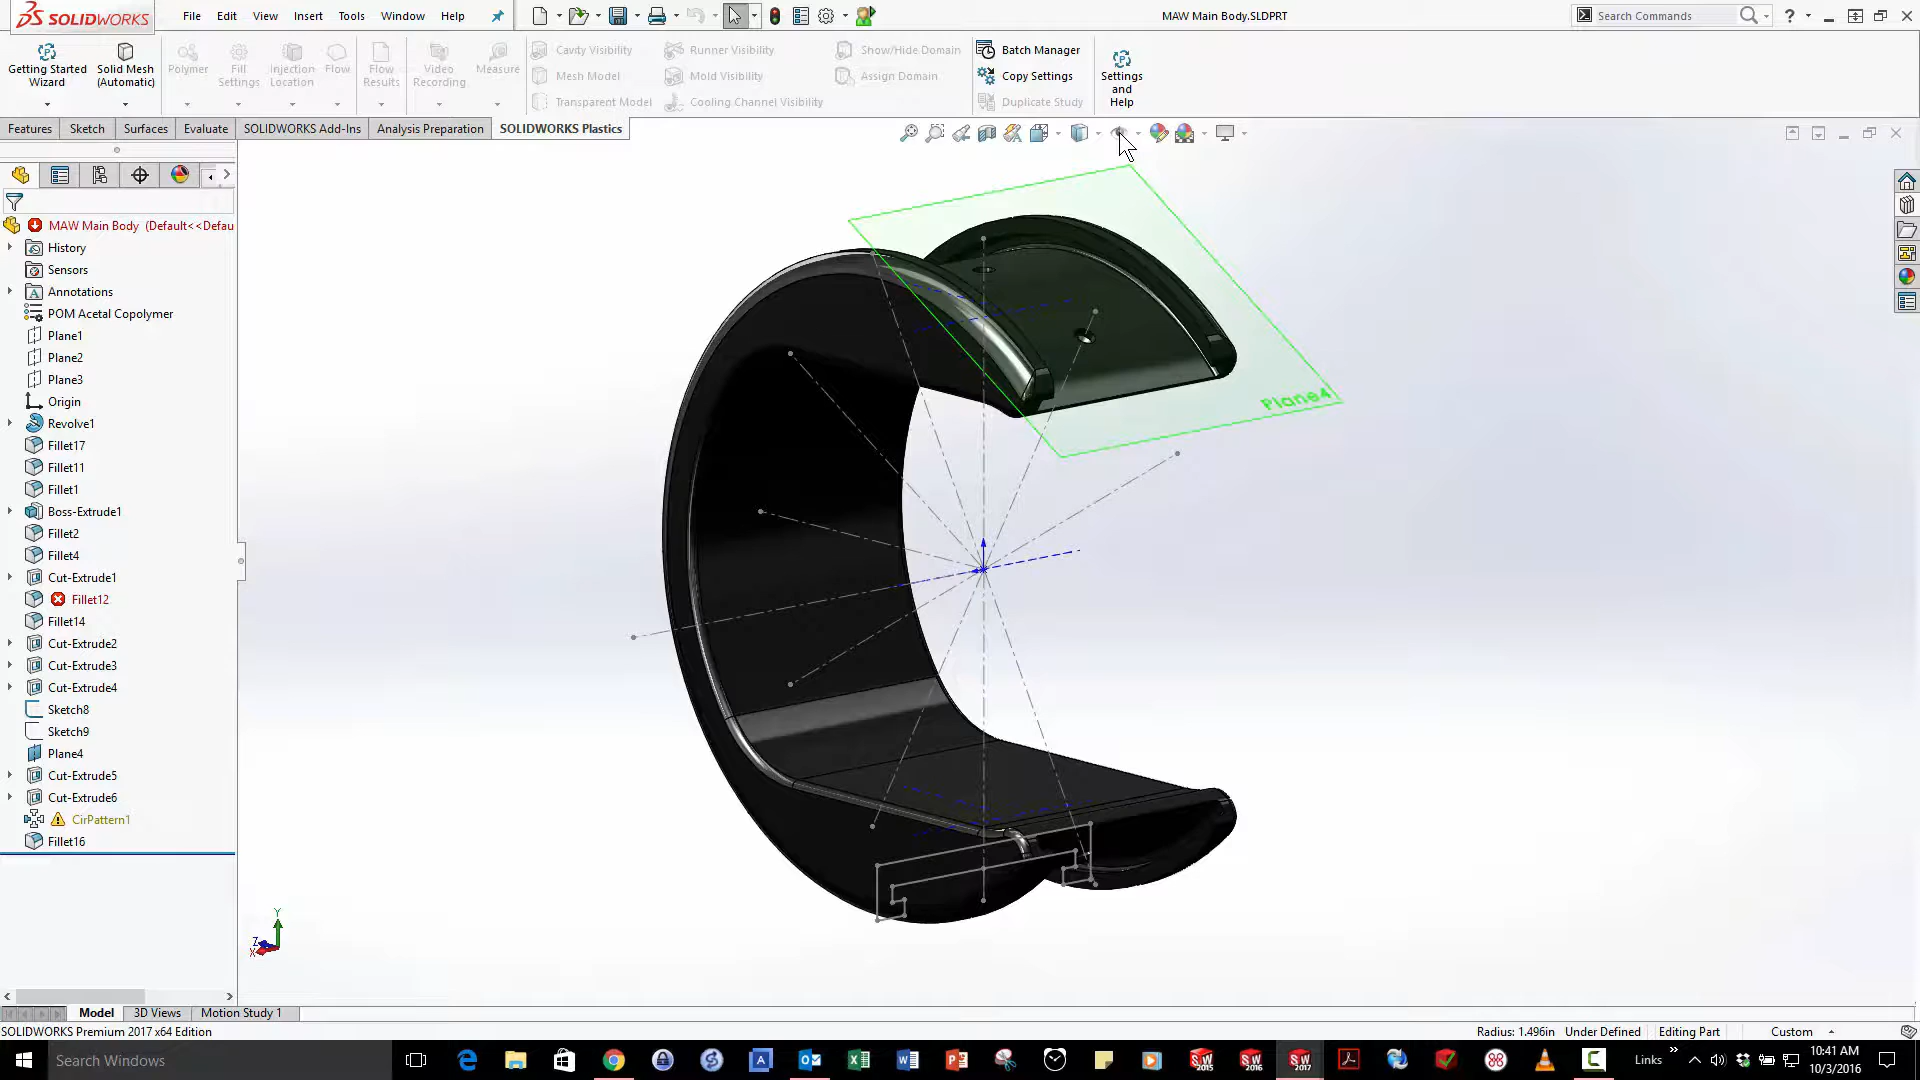 SOLIDWORKS File Edit View Insert Tools Window Help MAW Main Body.SLDPRT Search Commands ?
Getting Started Wizard
Solid Mesh (Automatic)
Polymer
Fill Settings
Injection Location
Flow
Flow Results
Video Recording
Measure
Cavity Visibility
Mesh Model
Transparent Model
Runner Visibility
Mold Visibility
Cooling Channel Visibility
Show/Hide Domain
Assign Domain
Batch Manager
Copy Settings
Duplicate Study
Settings and Help
Features Sketch Surfaces Evaluate SOLIDWORKS Add-Ins Analysis Preparation SOLIDWORKS Plastics
MAW Main Body (Default<<Defau
History
Sensors
Annotations
POM Acetal Copolymer
Plane1
Plane2
Plane3
Origin
Revolve1
Fillet17
Fillet11
Fillet1
Boss-Extrude1
Fillet2
Fillet4
Cut-Extrude1
Fillet12
Fillet14
Cut-Extrude2
Cut-Extrude3
Cut-Extrude4
Sketch8
Sketch9
Plane4
Cut-Extrude5
Cut-Extrude6
CirPattern1
Fillet16
Plane4
Y
Z
X
Model 3D Views Motion Study 1
SOLIDWORKS Premium 2017 x64 Edition Radius: 1.496in Under Defined Editing Part Custom
Search Windows
SW 2015
SW 2016
SW 2017
Links
10:41 AM
10/3/2016